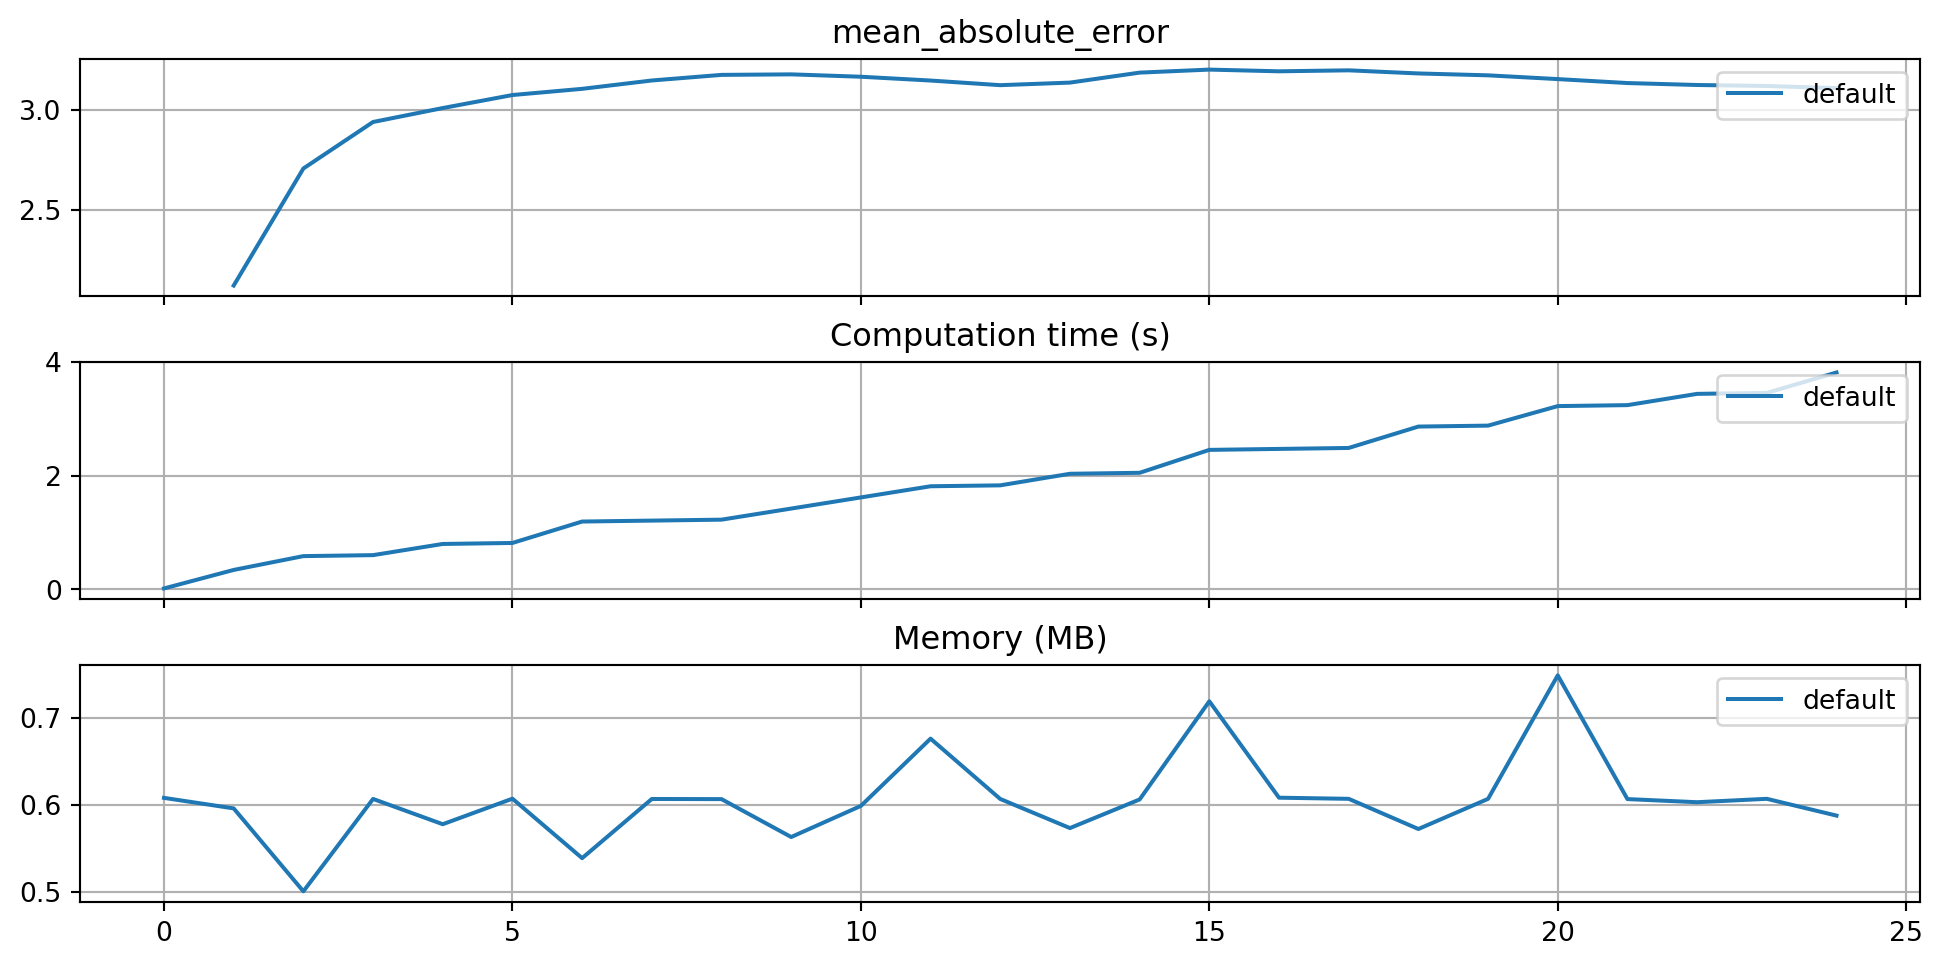 mean_absolute_error
3.0
2.5
default
Computation time (s)
4
2
0
default
Memory (MB)
0.7
0.6
0.5
default
0 5 10 15 20 25